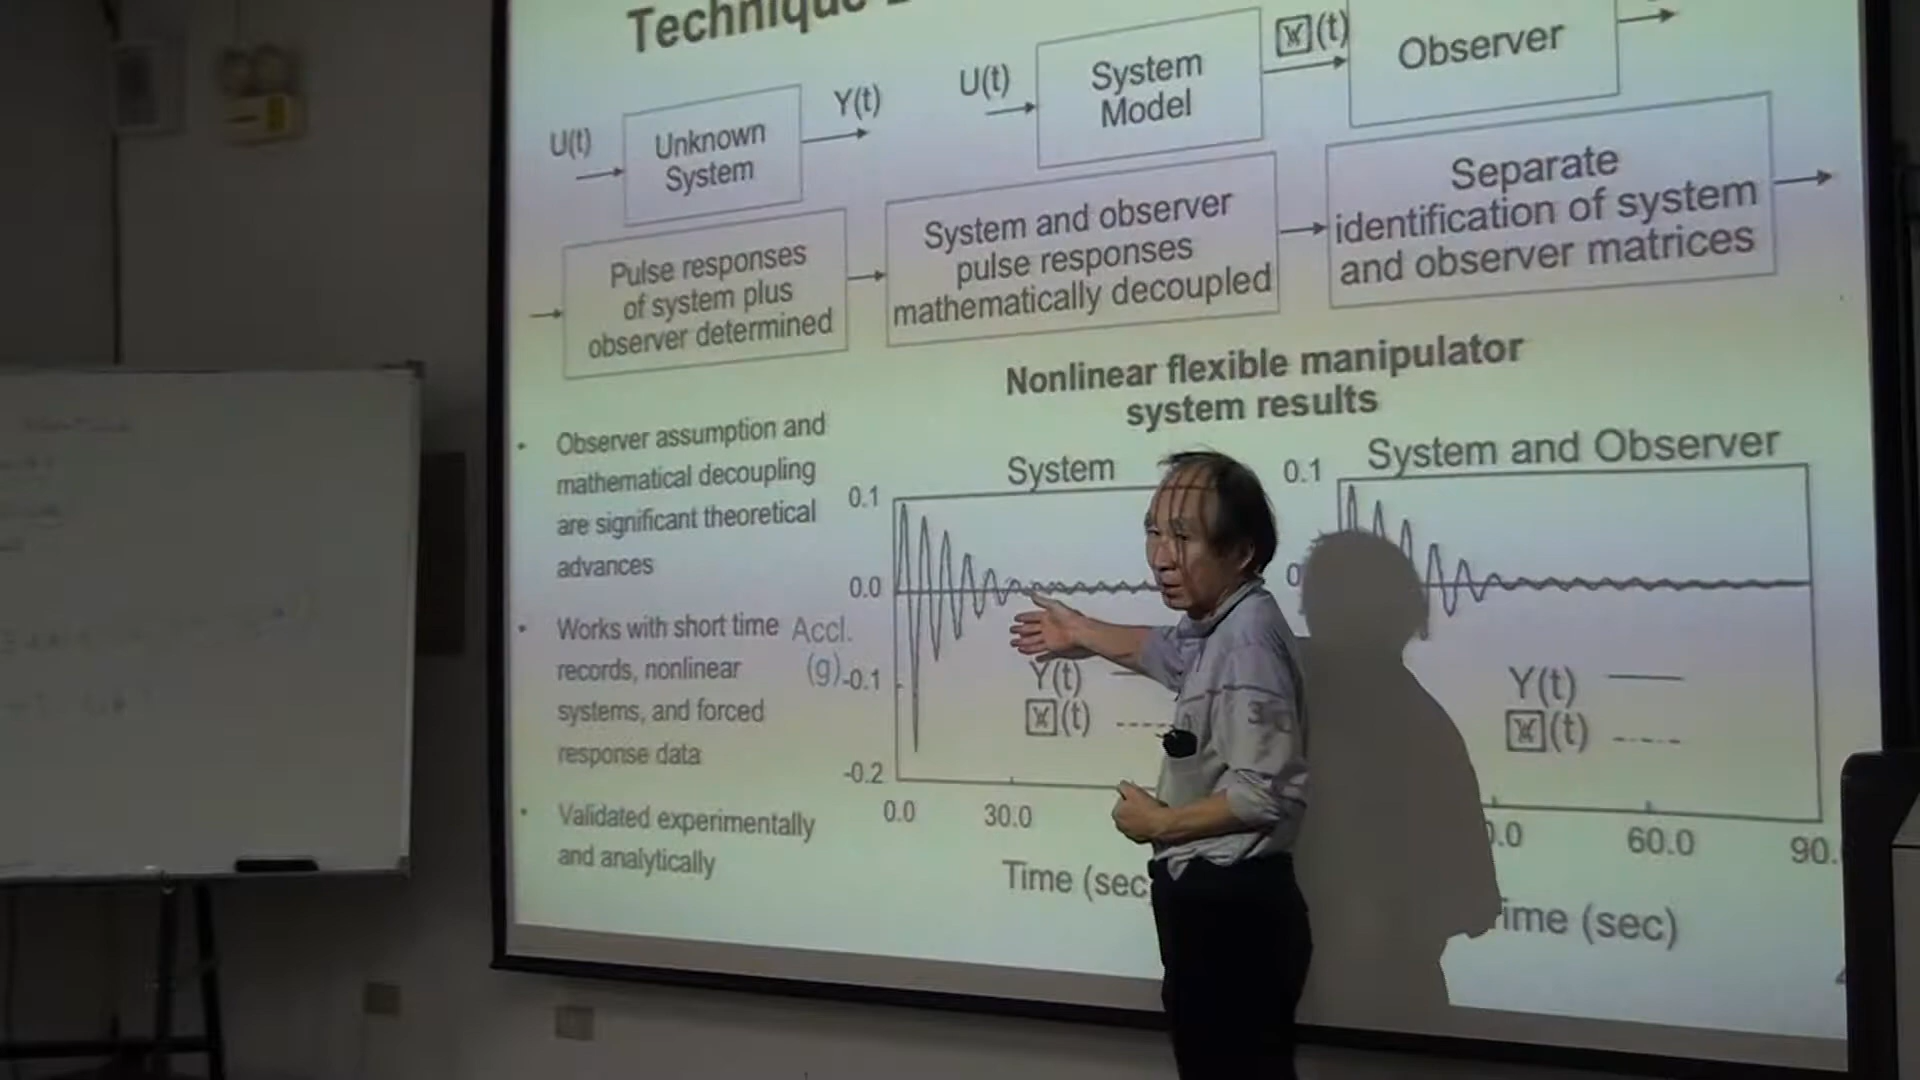 Technique
U(t)
Unknown
System
Y(t)
U(t)
System
Model
(t)
Observer
Pulse responses
of system plus
observer determined
System and observer
pulse responses
mathematically decoupled
Separate
identification of system
and observer matrices
Nonlinear flexible manipulator
system results
• Observer assumption and
mathematical decoupling
are significant theoretical
advances
• Works with short time
records, nonlinear
systems, and forced
response data
• Validated experimentally
and analytically
System
0.1
0.0
Accl.
(g)
-0.1
-0.2
Y(t)
(t)
0.0
30.0
Time (sec
System and Observer
0.1
Y(t)
(t)
60.0
90.
ime (sec)